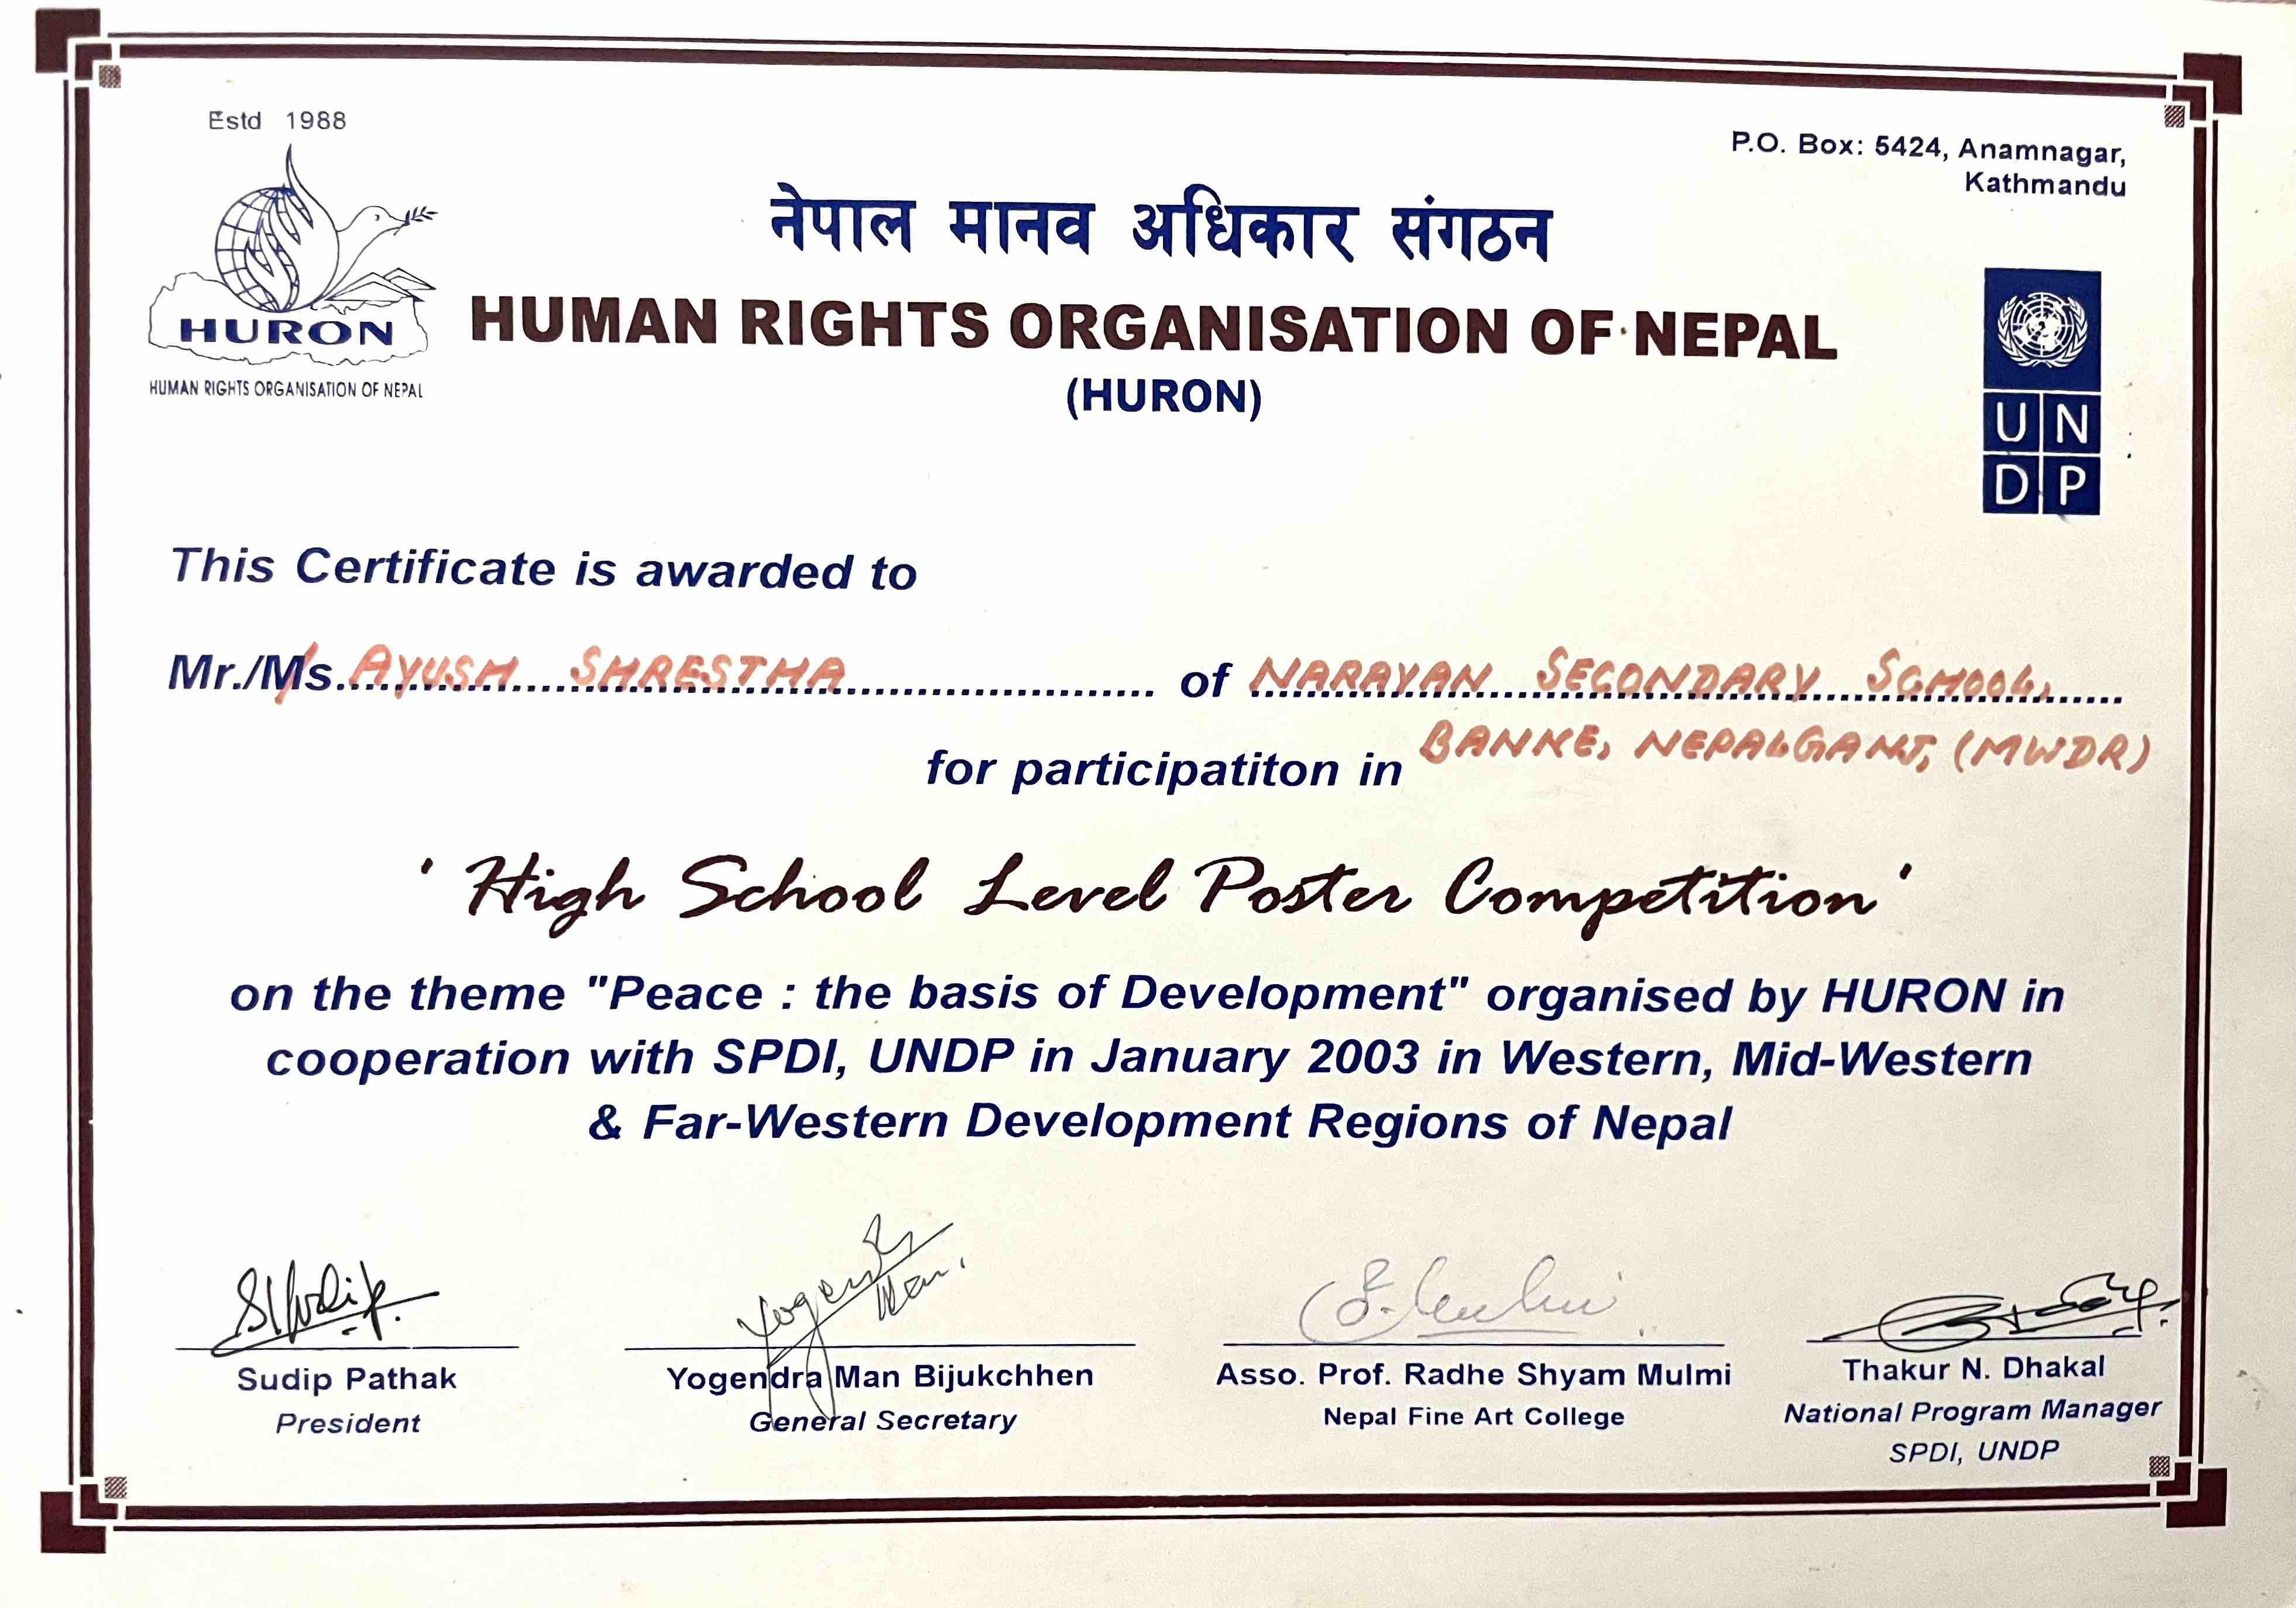 Estd 1988
P.O. Box: 5424, Anamnagar,
Kathmandu
नेपाल मानव अधिकार संगठन
HURON
HUMAN RIGHTS ORGANISATION OF NEPAL
HUMAN RIGHTS ORGANISATION OF NEPAL
(HURON)
UN
DP
This Certificate is awarded to
Mr./Ms. AYUSH SHRESTHA of NARAYAN SECONDARY SCHOOL,
BANKE, NEPALGANJ, (MWDR)
for participatiton in
'High School Level Poster Competition'
on the theme "Peace : the basis of Development" organised by HURON in
cooperation with SPDI, UNDP in January 2003 in Western, Mid-Western
& Far-Western Development Regions of Nepal
Yogendra Man.
Sudip Pathak
President
Yogendra Man Bijukchhen
General Secretary
Asso. Prof. Radhe Shyam Mulmi
Nepal Fine Art College
Thakur N. Dhakal
National Program Manager
SPDI, UNDP